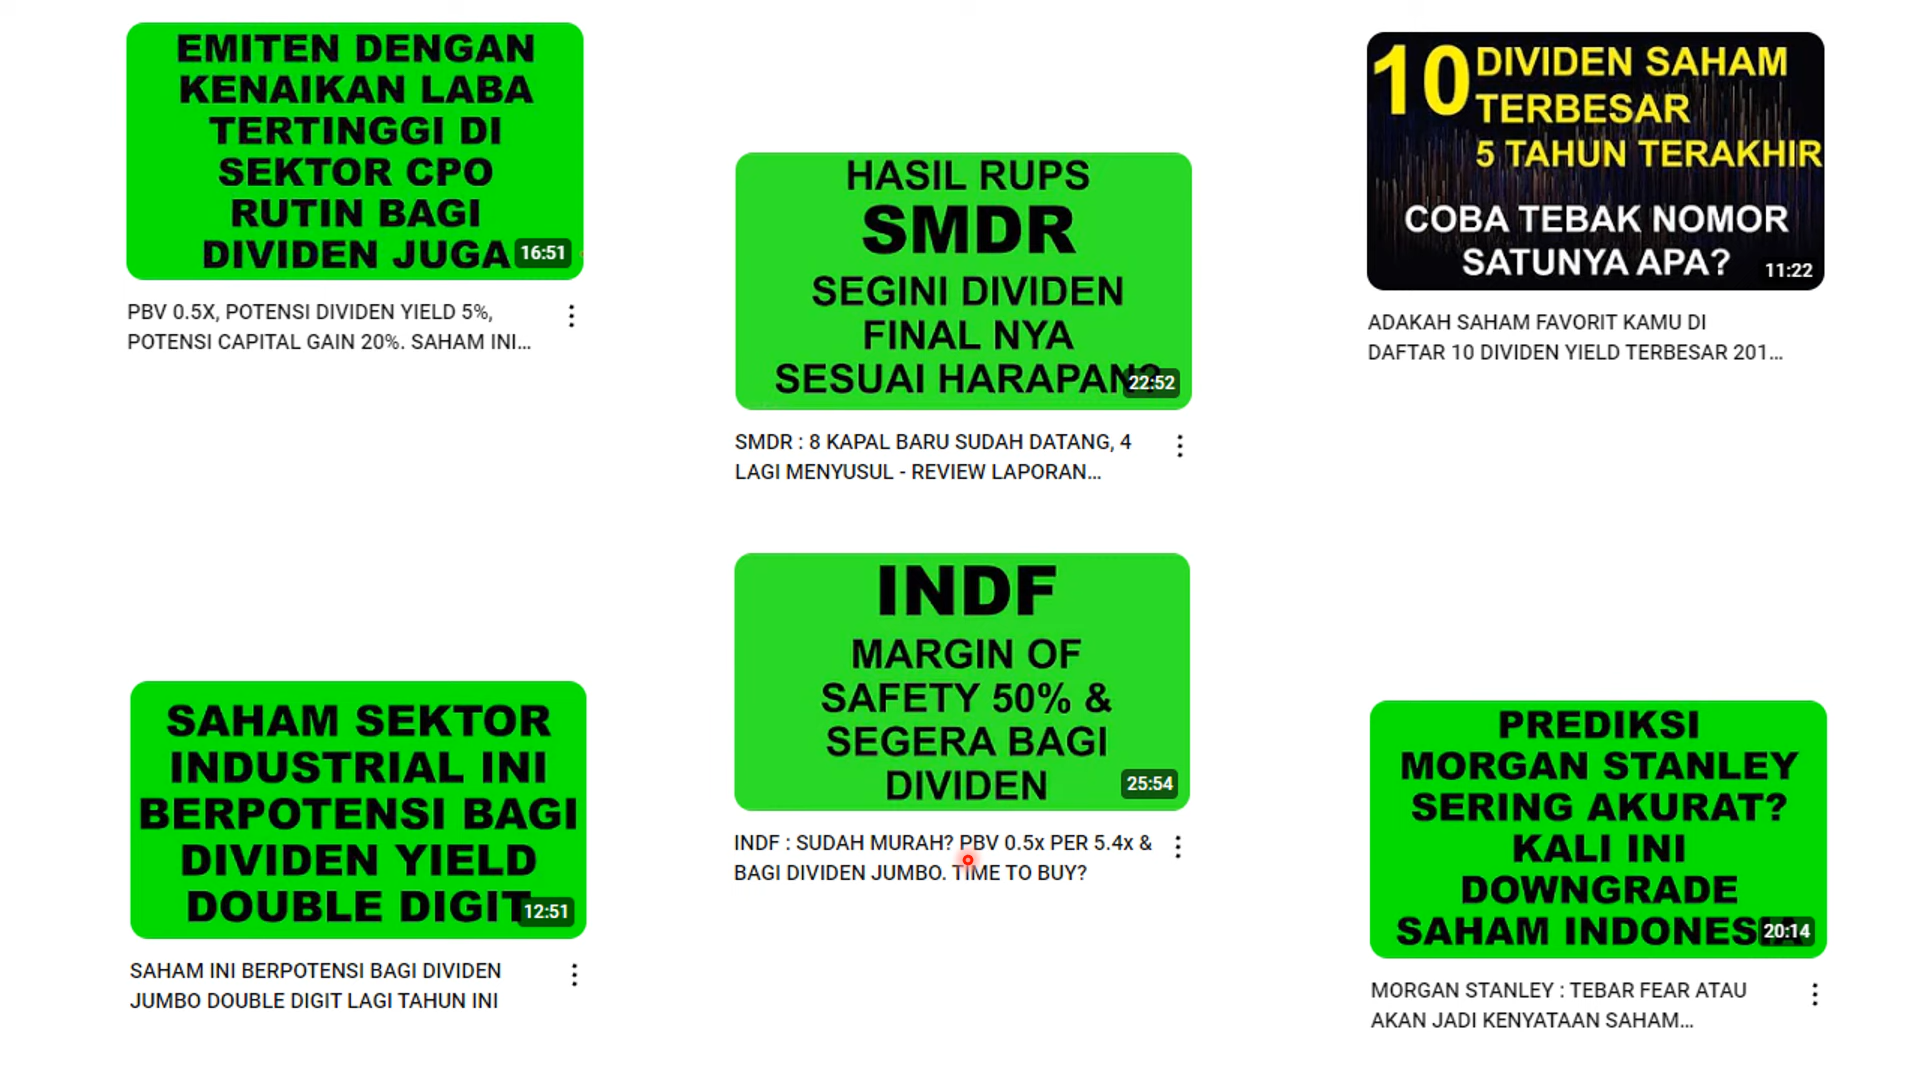 EMITEN DENGAN
KENAIKAN LABA
TERTINGGI DI
SEKTOR CPO
RUTIN BAGI
DIVIDEN JUGA
16:51
PBV 0.5X, POTENSI DIVIDEN YIELD 5%,
POTENSI CAPITAL GAIN 20%. SAHAM INI...
HASIL RUPS
SMDR
SEGINI DIVIDEN
FINAL NYA
SESUAI HARAPAN?
22:52
SMDR : 8 KAPAL BARU SUDAH DATANG, 4
LAGI MENYUSUL - REVIEW LAPORAN...
10 DIVIDEN SAHAM
TERBESAR
5 TAHUN TERAKHIR
COBA TEBAK NOMOR
SATUNYA APA?
11:22
ADAKAH SAHAM FAVORIT KAMU DI
DAFTAR 10 DIVIDEN YIELD TERBESAR 201...
SAHAM SEKTOR
INDUSTRIAL INI
BERPOTENSI BAGI
DIVIDEN YIELD
DOUBLE DIGIT
12:51
SAHAM INI BERPOTENSI BAGI DIVIDEN
JUMBO DOUBLE DIGIT LAGI TAHUN INI
INDF
MARGIN OF
SAFETY 50% &
SEGERA BAGI
DIVIDEN
25:54
INDF : SUDAH MURAH? PBV 0.5x PER 5.4x &
BAGI DIVIDEN JUMBO. TIME TO BUY?
PREDIKSI
MORGAN STANLEY
SERING AKURAT?
KALI INI
DOWNGRADE
SAHAM INDONESIA
20:14
MORGAN STANLEY : TEBAR FEAR ATAU
AKAN JADI KENYATAAN SAHAM...